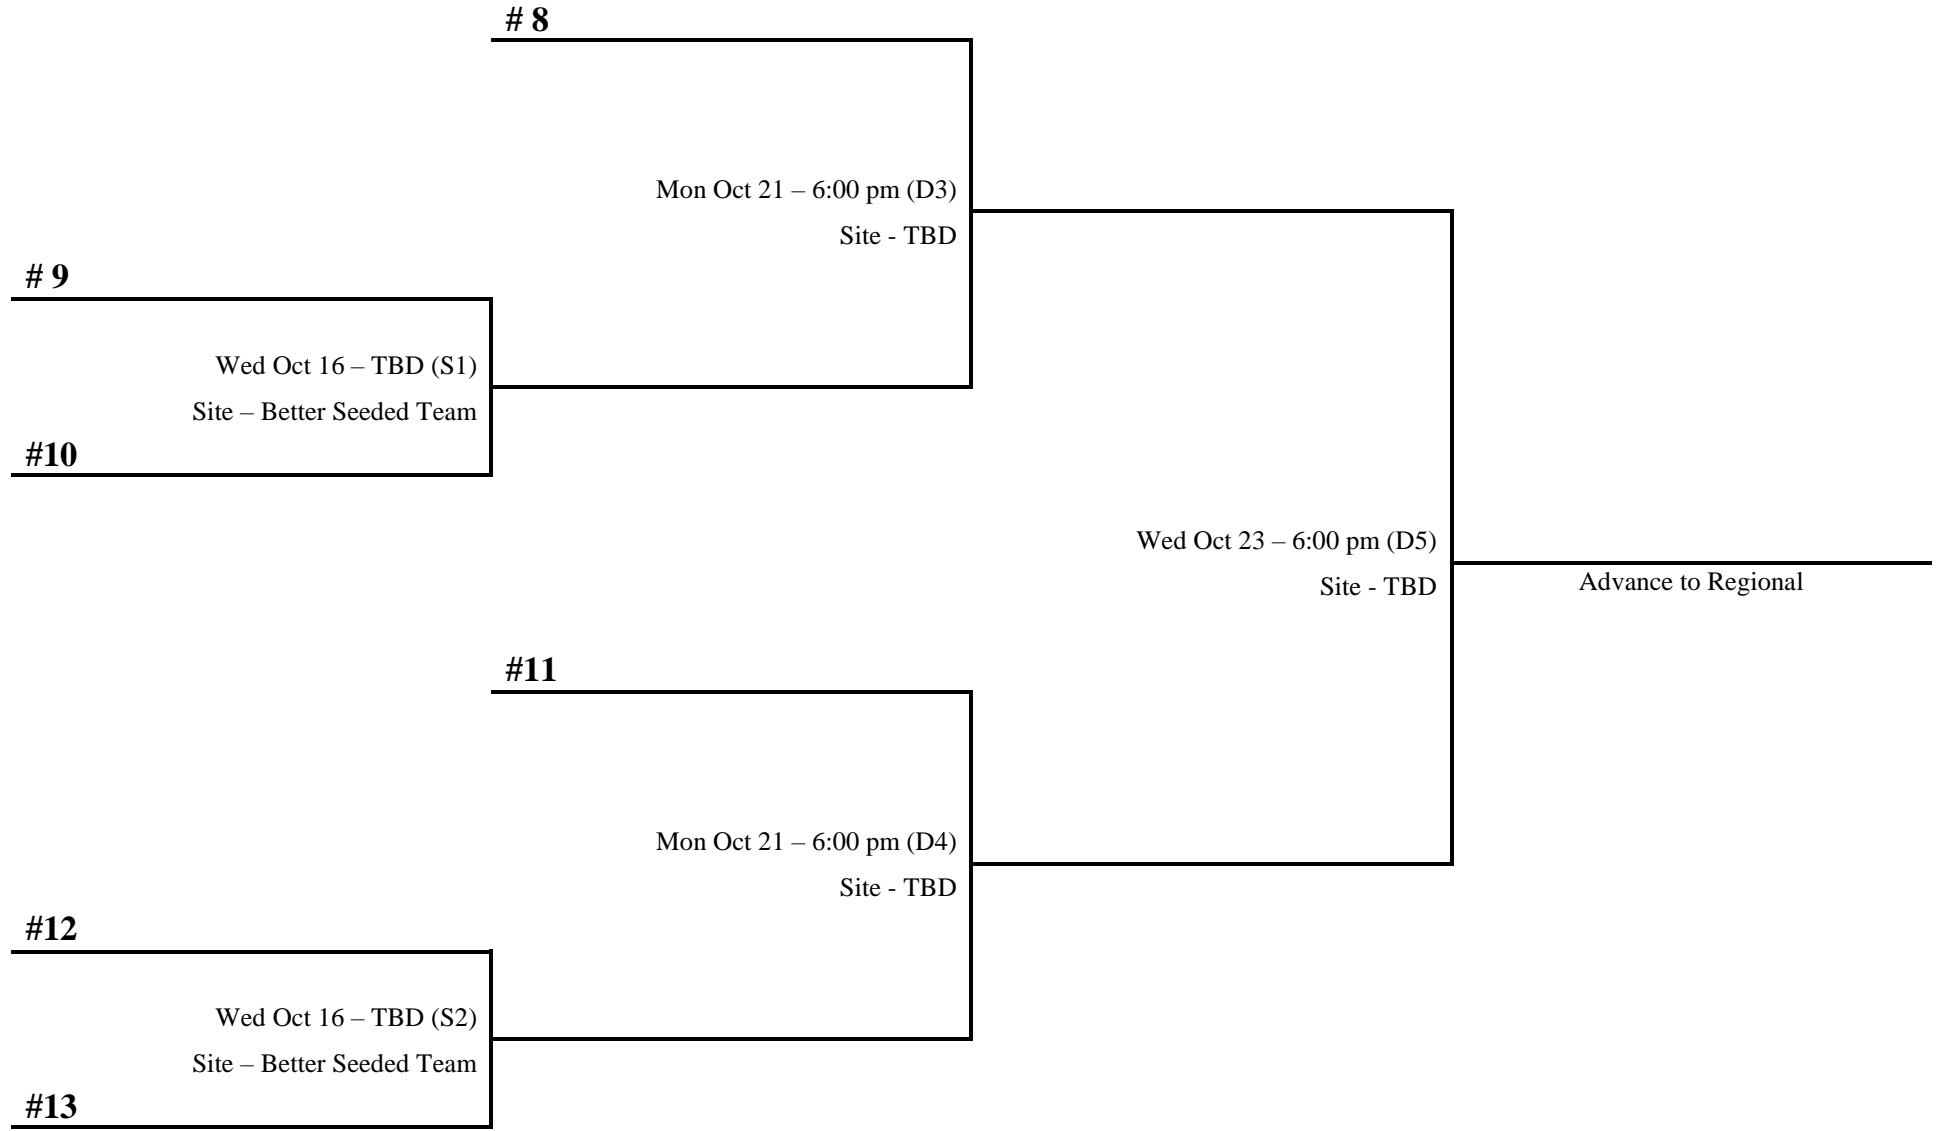 # 8
Mon Oct 21 – 6:00 pm (D3)
Site - TBD
# 9
Wed Oct 16 – TBD (S1)
Site – Better Seeded Team
#10
Wed Oct 23 – 6:00 pm (D5)
Site - TBD
Advance to Regional
#11
Mon Oct 21 – 6:00 pm (D4)
Site - TBD
#12
Wed Oct 16 – TBD (S2)
Site – Better Seeded Team
#13